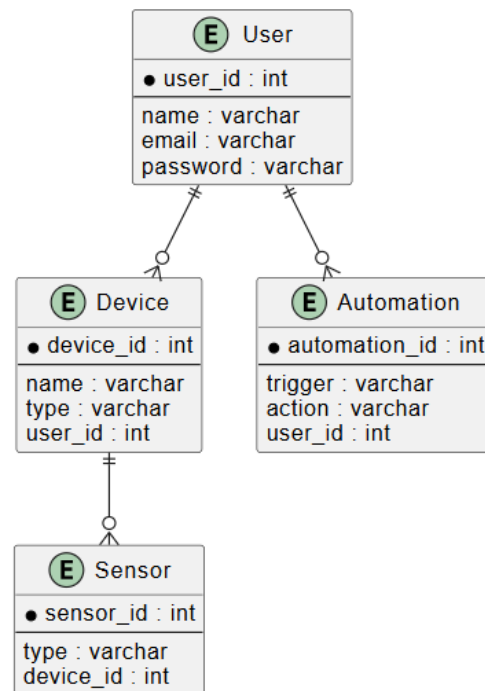 E User
user_id : int
name : varchar
email : varchar
password : varchar
E Device
device_id : int
name : varchar
type : varchar
user_id : int
E Automation
automation_id : int
trigger : varchar
action : varchar
user_id : int
E Sensor
sensor_id : int
type : varchar
device_id : int